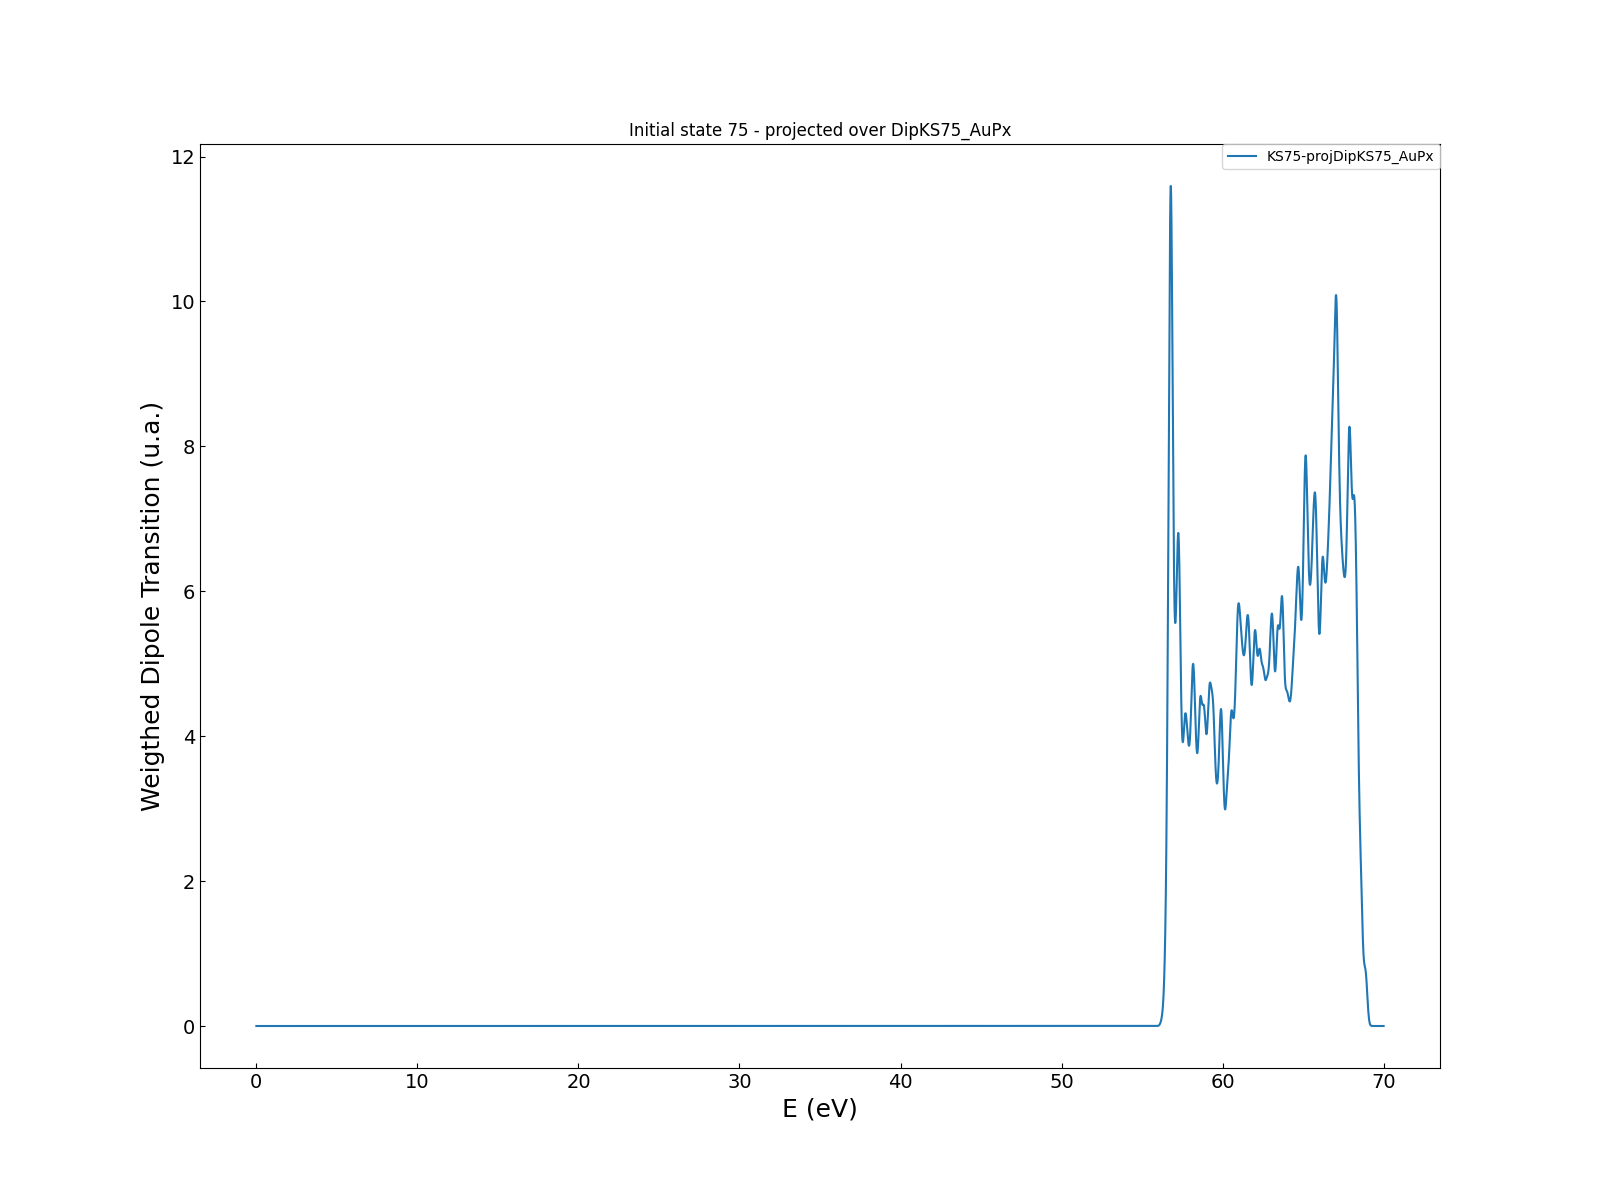 Initial state 75 - projected over DipKS75_AuPx
KS75-projDipKS75_AuPx
Weigthed Dipole Transition (u.a.)
12
10
8
6
4
2
0
0 10 20 30 40 50 60 70
E (eV)